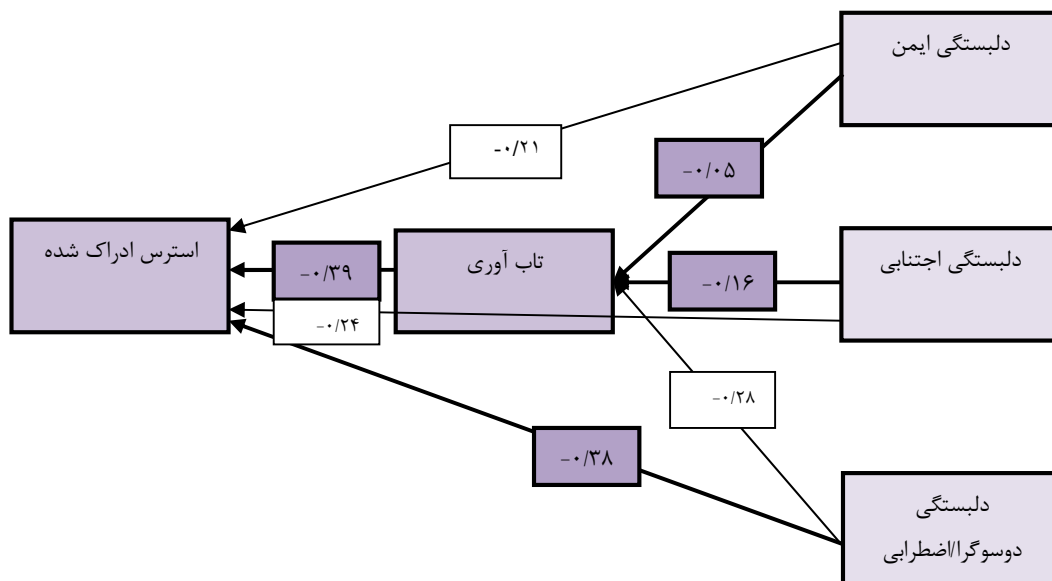 دلبستگی ایمن
-۰/۲۱
-۰/۰۵
دلبستگی اجتنابی
تاب آوری
استرس ادراک شده
-۰/۱۶
-۰/۳۹
-۰/۲۴
-۰/۲۸
-۰/۳۸
دلبستگی
دوسوگرا/اضطرابی